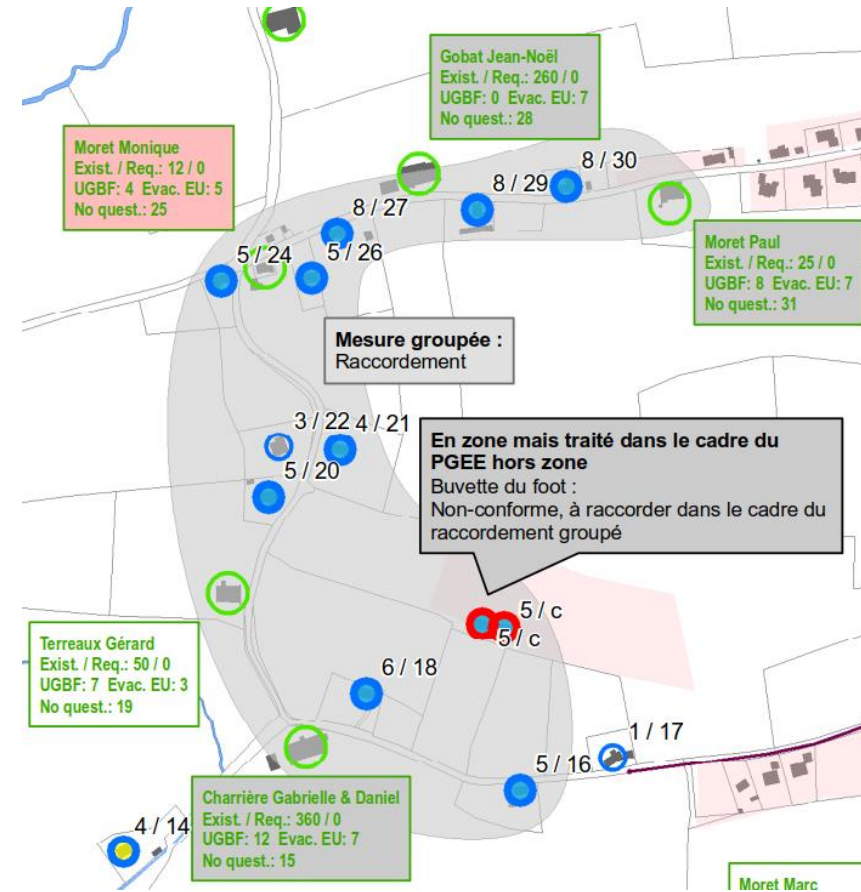 Gobat Jean-Noël
Exist. / Req.: 260 / 0
UGBF: 0 Evac. EU: 7
No quest.: 28
Moret Monique
Exist. / Req.: 12 / 0
UGBF: 4 Evac. EU: 5
No quest.: 25
8 / 30
8 / 29
8 / 27
5 / 24
5 / 26
Moret Paul
Exist. / Req.: 25 / 0
UGBF: 8 Evac. EU: 7
No quest.: 31
Mesure groupée :
Raccordement
3 / 22
4 / 21
5 / 20
En zone mais traité dans le cadre du
PGEE hors zone
Buvette du foot :
Non-conforme, à raccorder dans le cadre du
raccordement groupé
5 / c
5 / c
Terreaux Gérard
Exist. / Req.: 50 / 0
UGBF: 7 Evac. EU: 3
No quest.: 19
6 / 18
1 / 17
5 / 16
Charrière Gabrielle & Daniel
Exist. / Req.: 360 / 0
UGBF: 12 Evac. EU: 7
No quest.: 15
4 / 14
Moret Marc